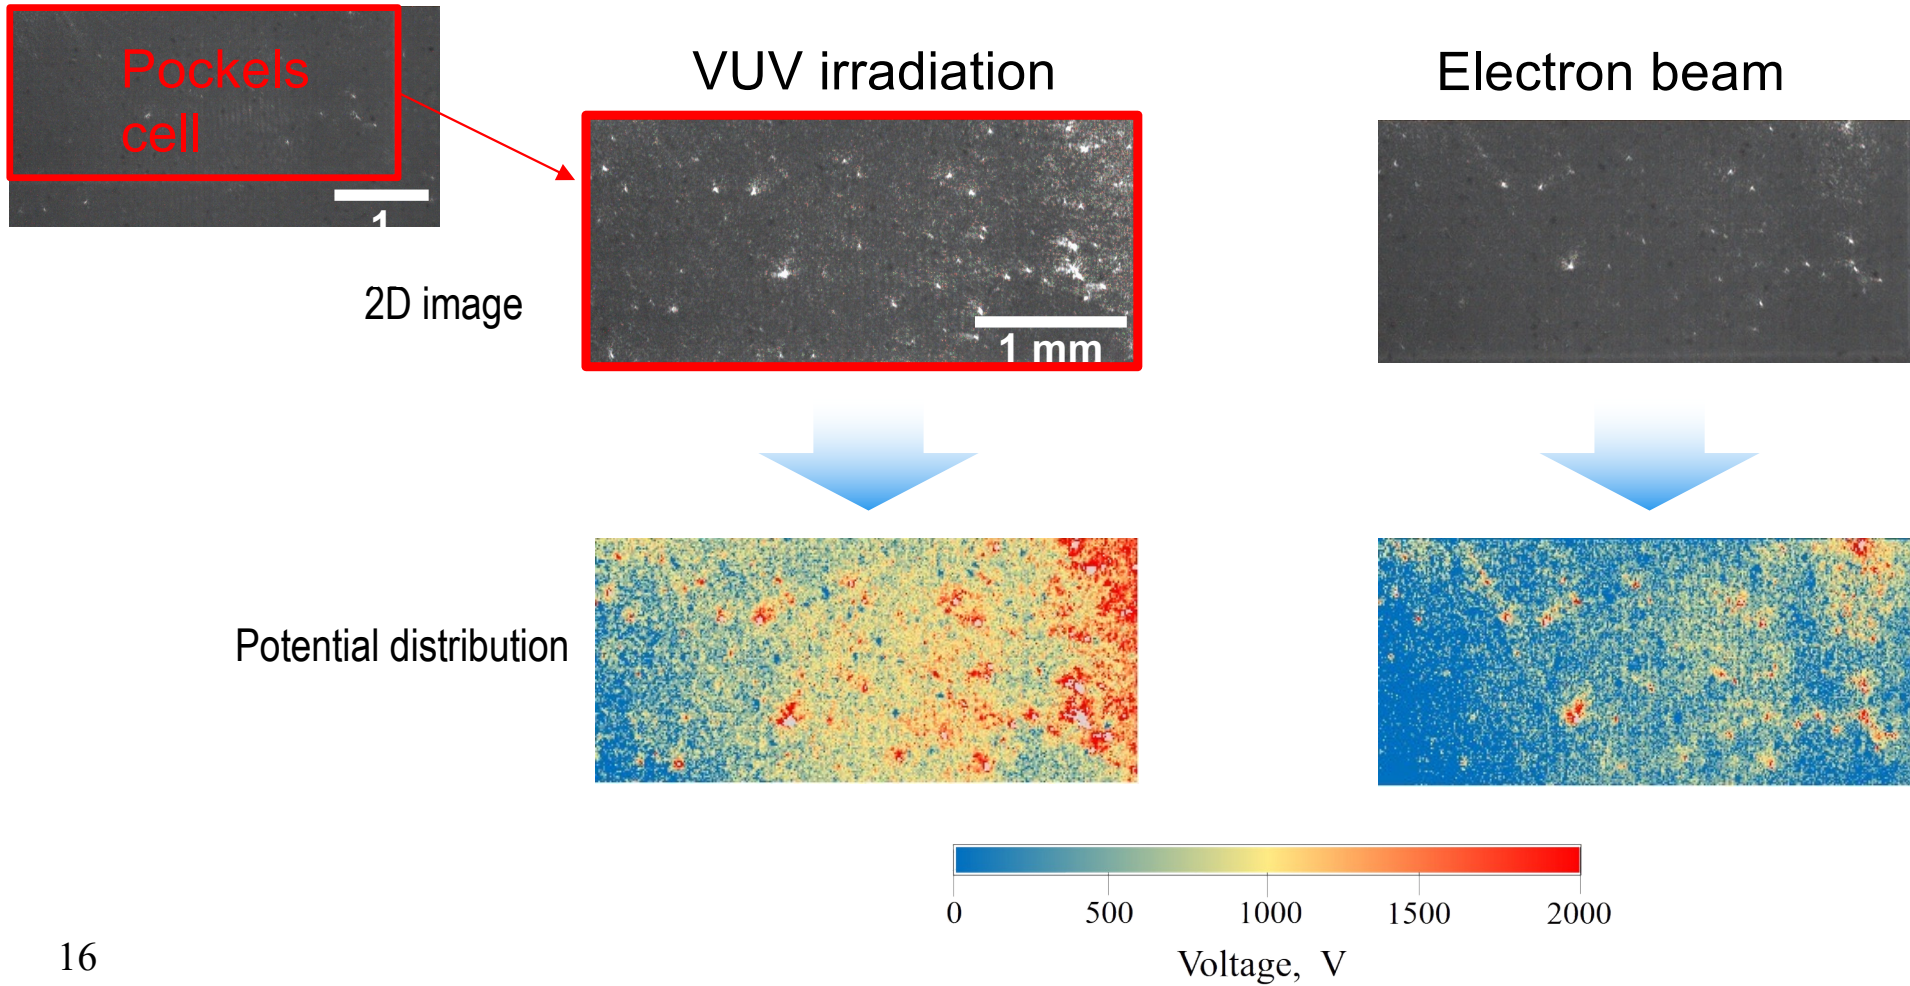 Pockels
cell
1
VUV irradiation
Electron beam
2D image
1 mm
Potential distribution
0 500 1000 1500 2000
Voltage, V
16